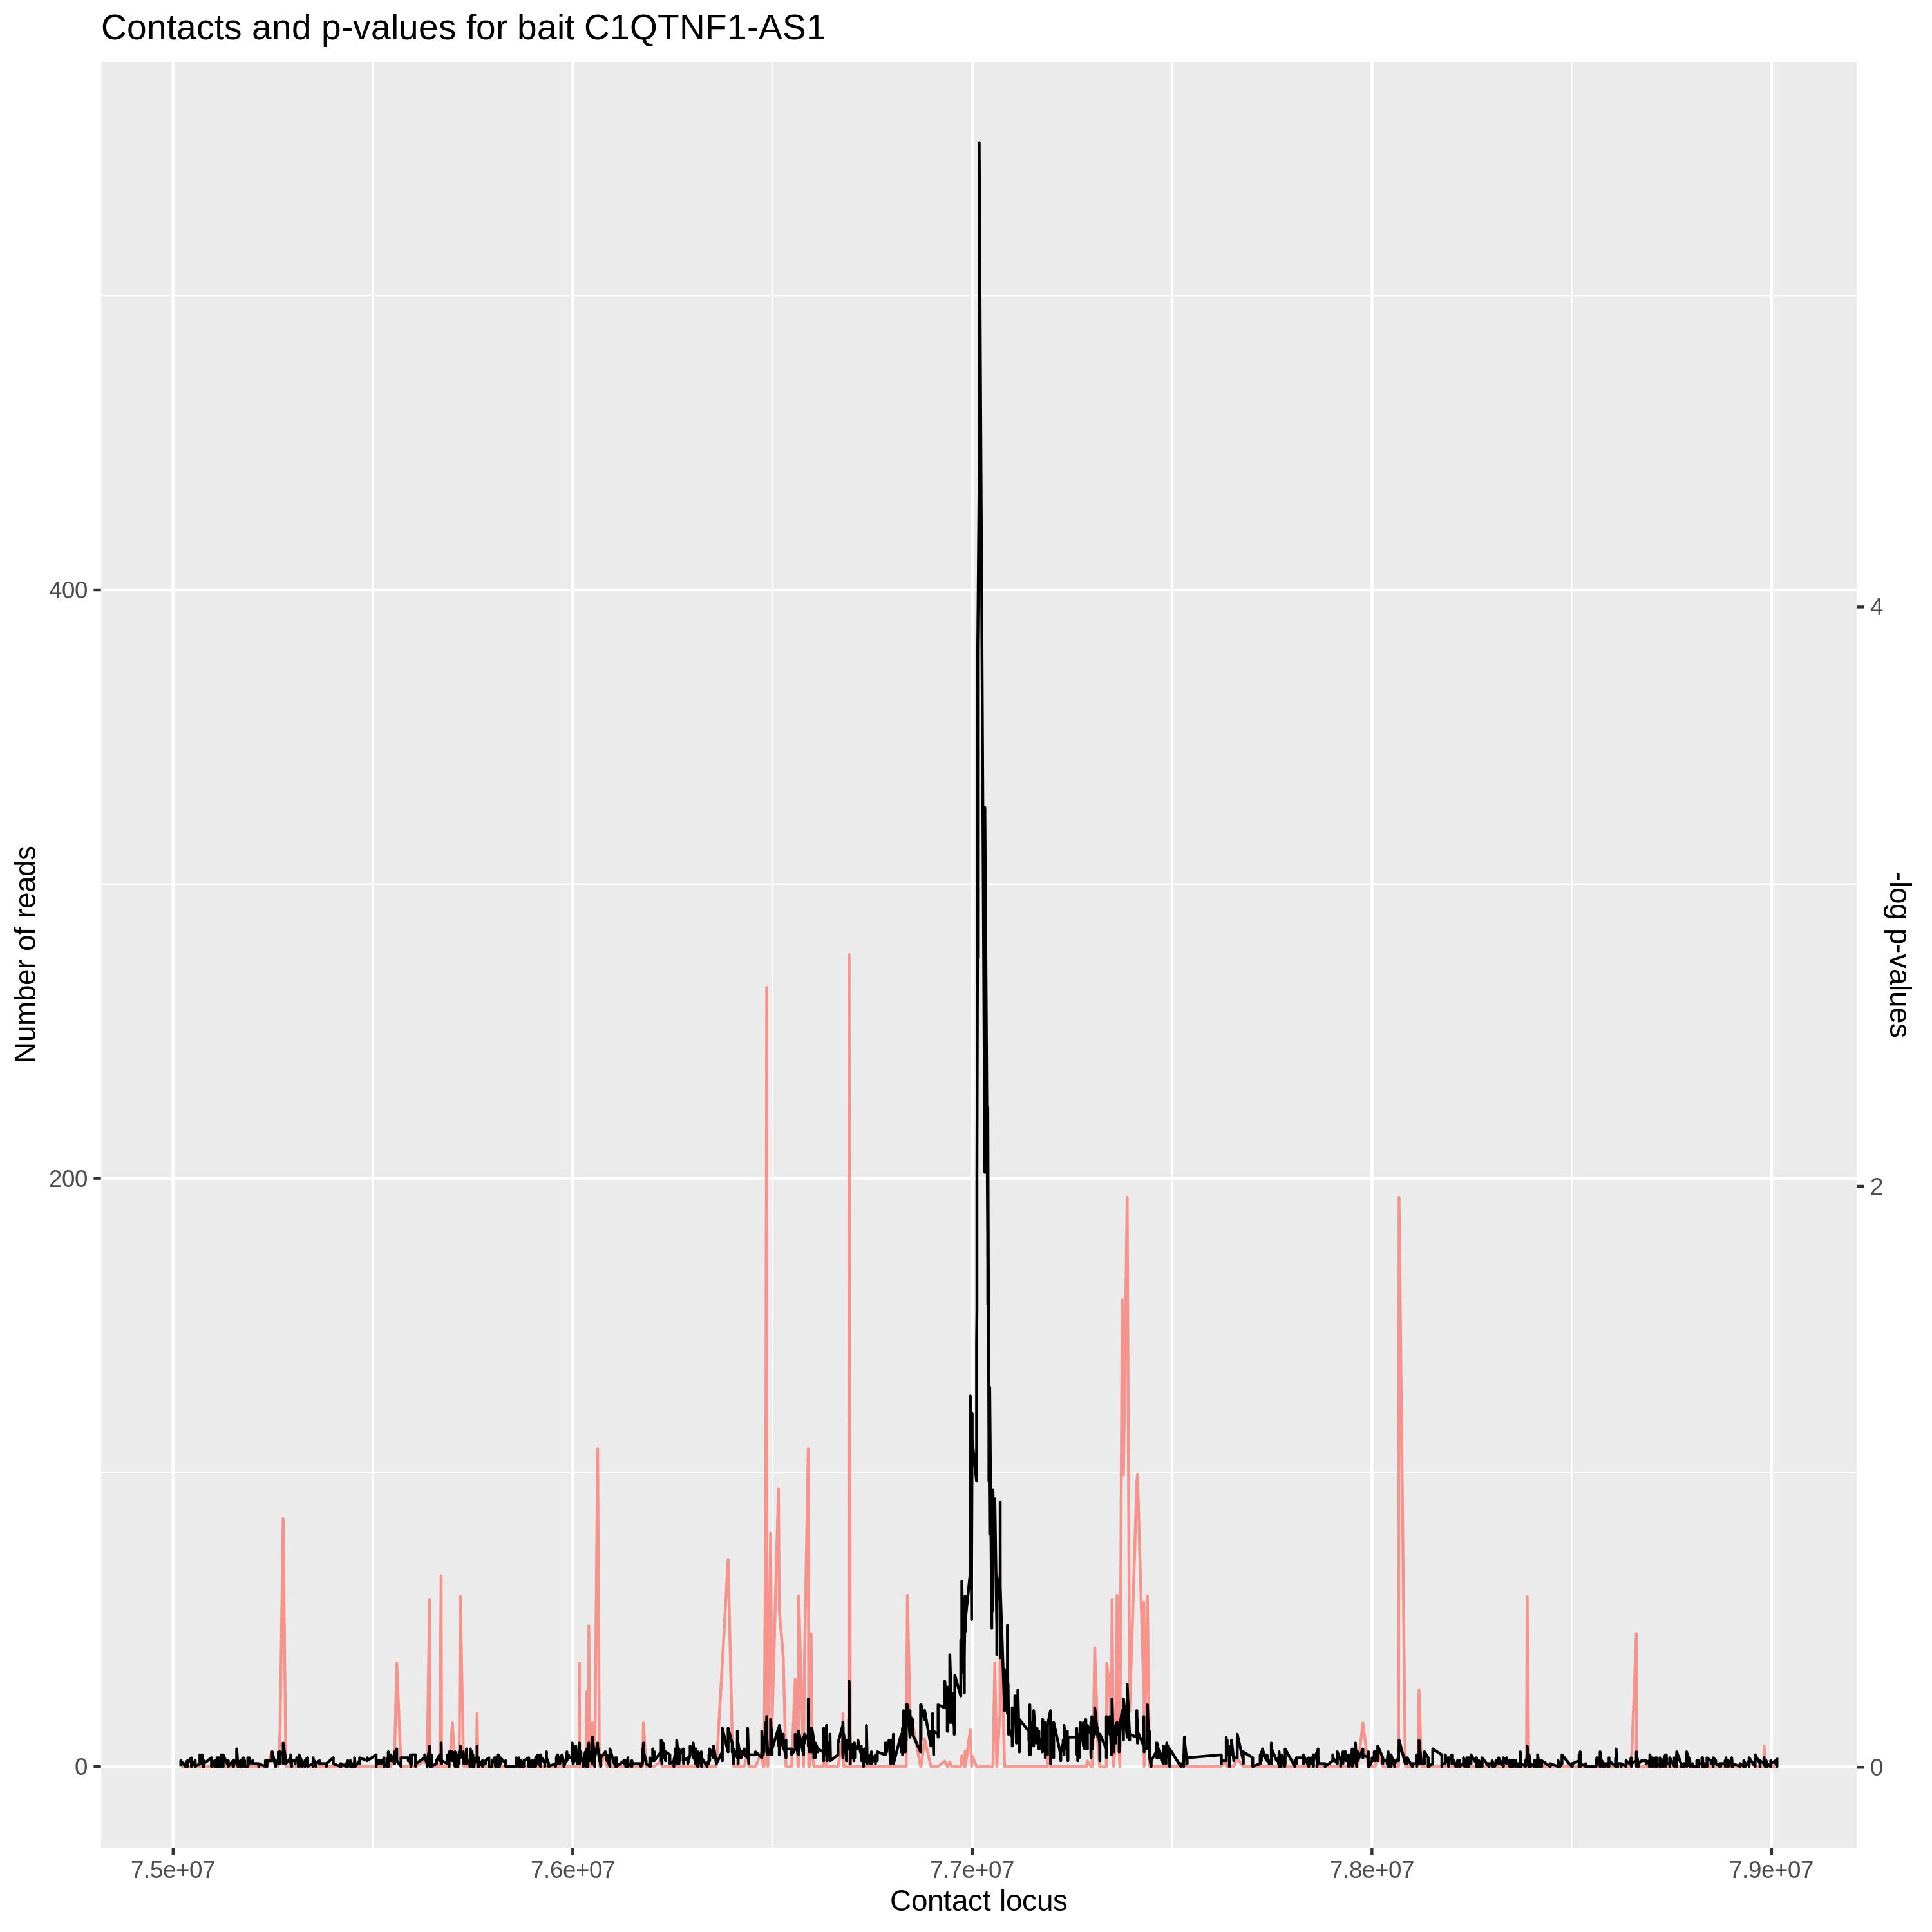 Contacts and p-values for bait C1QTNF1-AS1
Number of reads
400
200
0
4
2
0
-log p-values
7.5e+07
7.6e+07
7.7e+07
7.8e+07
7.9e+07
Contact locus